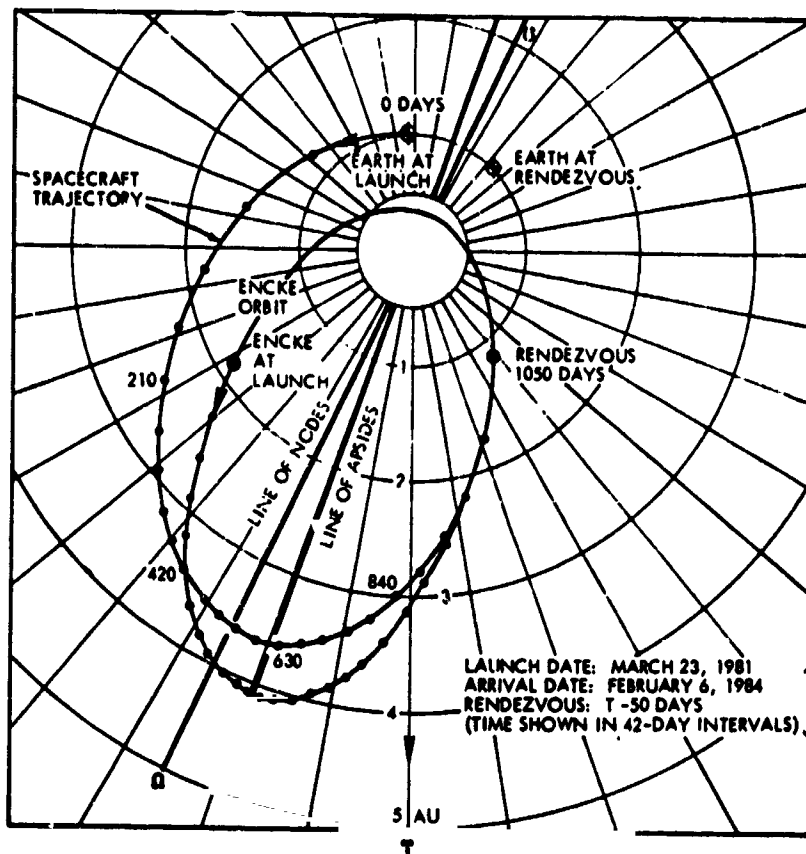 0 DAYS
EARTH AT
LAUNCH
EARTH AT
RENDEZVOUS
SPACECRAFT
TRAJECTORY
ENCKE
ORBIT
ENCKE AT
LAUNCH
RENDEZVOUS
1050 DAYS
210
1
LINE OF NODES
LINE OF APSIDES
2
420
840
3
630
LAUNCH DATE: MARCH 23, 1981
ARRIVAL DATE: FEBRUARY 6, 1984
RENDEZVOUS: T -50 DAYS
(TIME SHOWN IN 42-DAY INTERVALS)
4
Ω
5 AU
♈